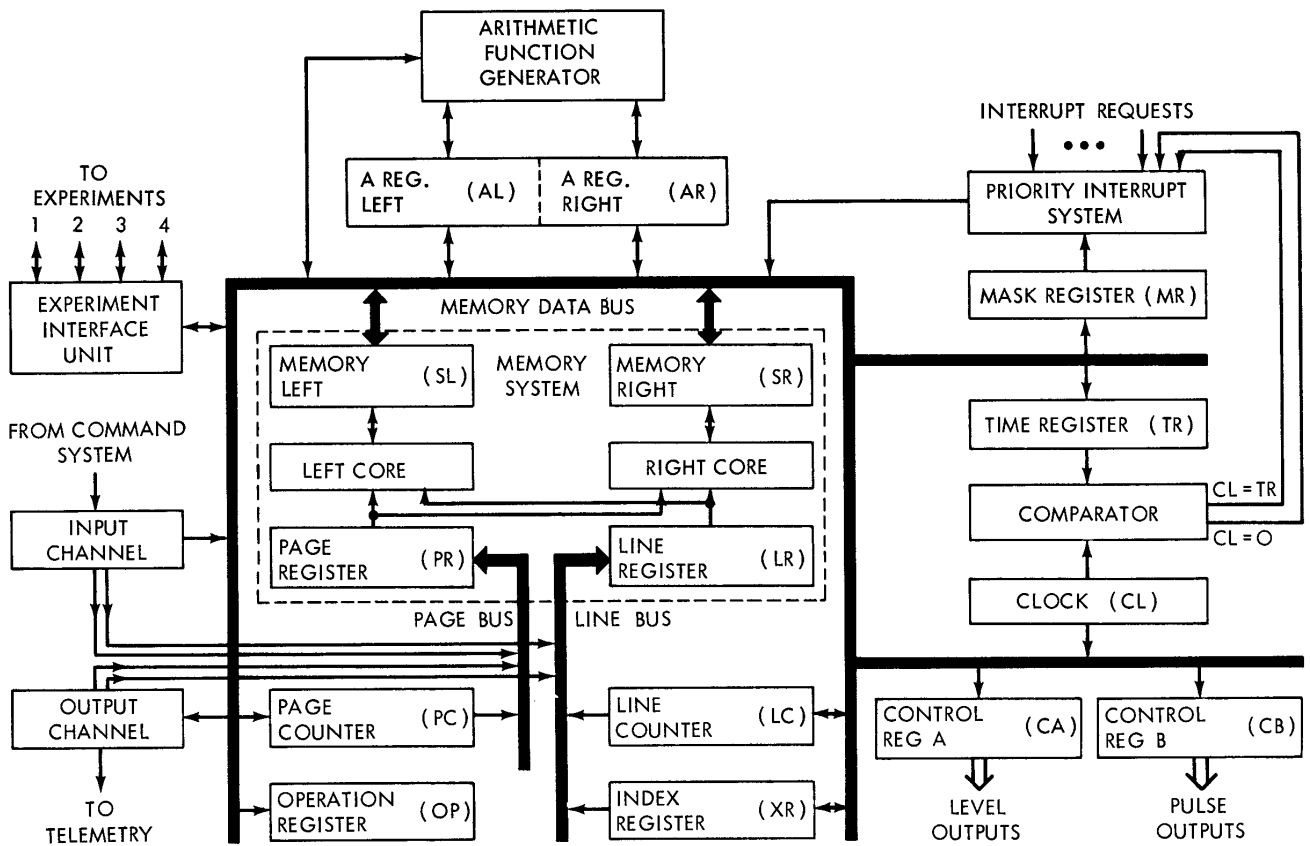 ARITHMETIC
FUNCTION
GENERATOR
A REG.
LEFT
(AL)
A REG.
RIGHT
(AR)
INTERRUPT REQUESTS
•••
PRIORITY INTERRUPT
SYSTEM
MASK REGISTER (MR)
TIME REGISTER (TR)
COMPARATOR
CL=TR
CL=O
CLOCK (CL)
TO
EXPERIMENTS
1 2 3 4
EXPERIMENT
INTERFACE
UNIT
MEMORY DATA BUS
MEMORY
LEFT
(SL)
MEMORY
SYSTEM
MEMORY
RIGHT
(SR)
LEFT CORE
RIGHT CORE
PAGE
REGISTER
(PR)
LINE
REGISTER
(LR)
PAGE BUS
LINE BUS
FROM COMMAND
SYSTEM
INPUT
CHANNEL
OUTPUT
CHANNEL
TO
TELEMETRY
PAGE
COUNTER
(PC)
LINE
COUNTER
(LC)
OPERATION
REGISTER
(OP)
INDEX
REGISTER
(XR)
CONTROL
REG A
(CA)
CONTROL
REG B
(CB)
LEVEL
OUTPUTS
PULSE
OUTPUTS